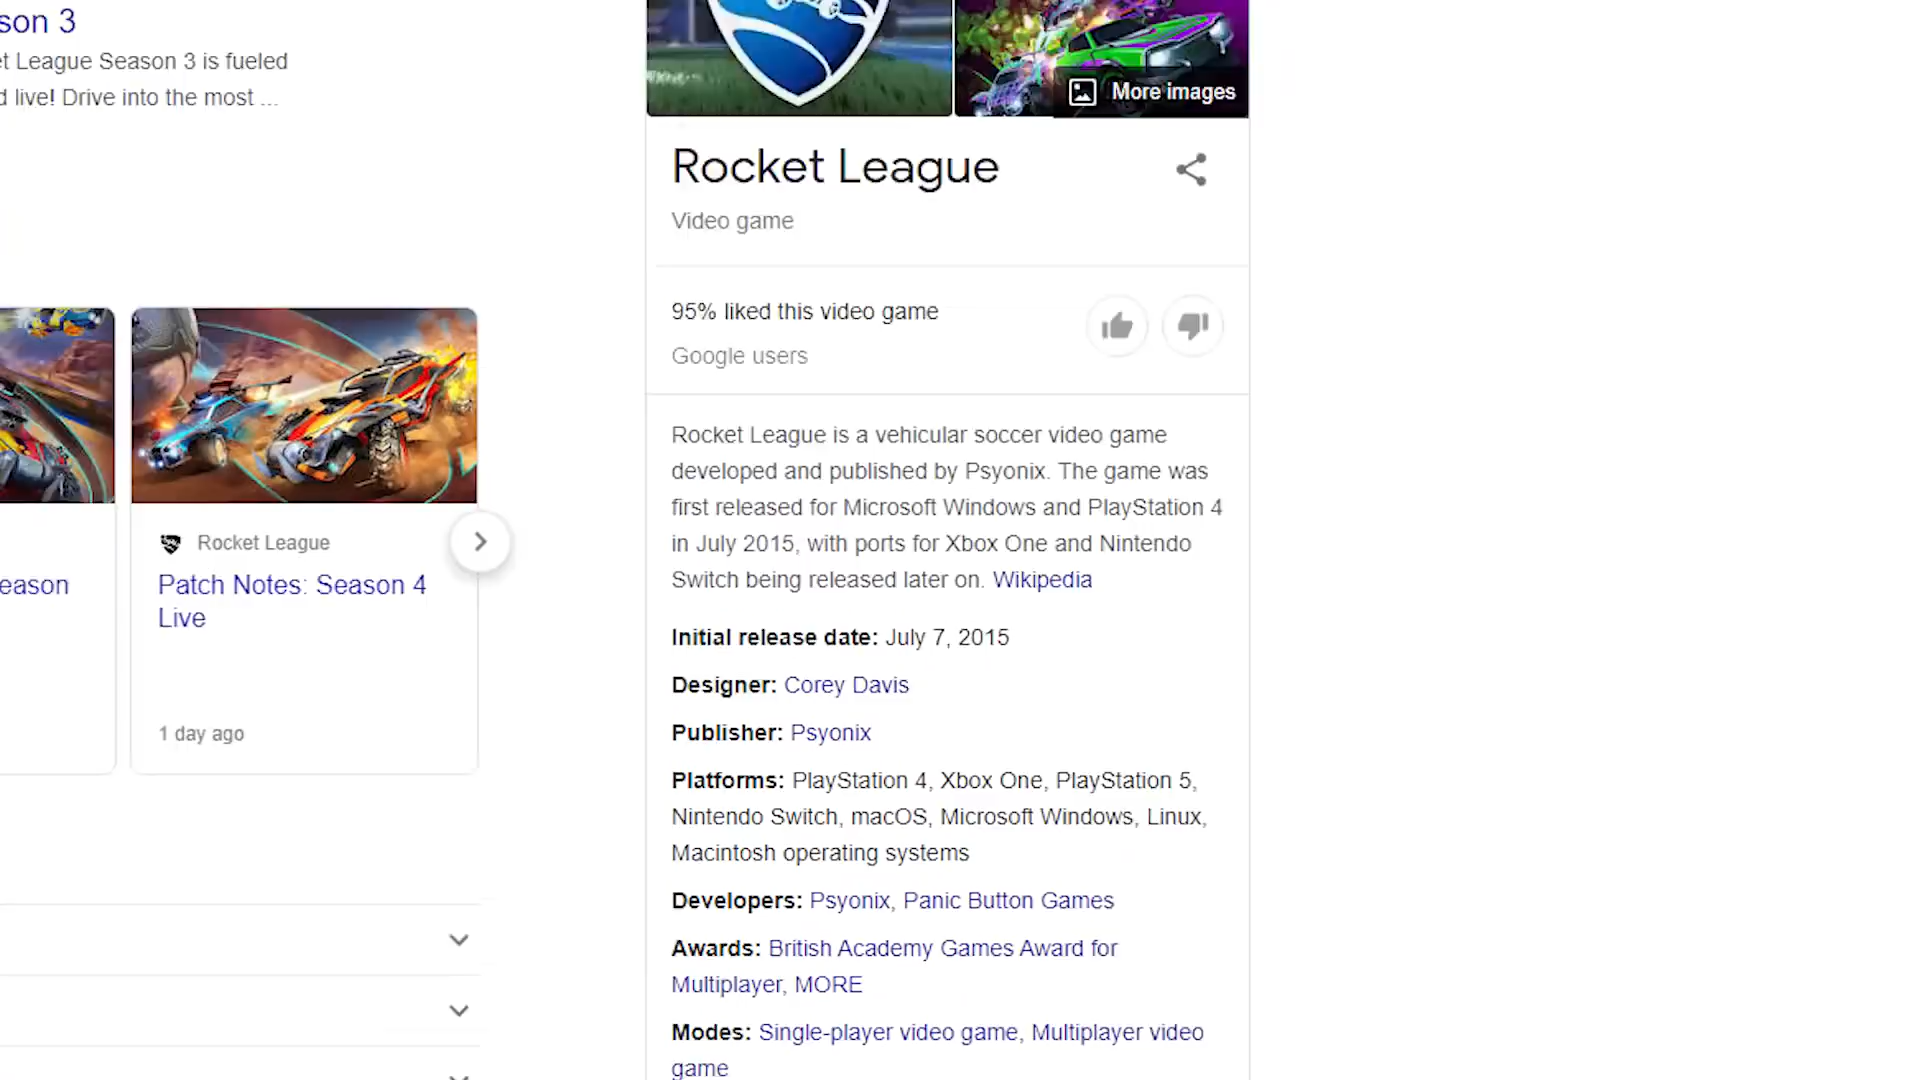 son 3
t League Season 3 is fueled
d live! Drive into the most ...
eason
Rocket League
Patch Notes: Season 4
Live
1 day ago
More images
Rocket League
Video game
95% liked this video game
Google users
Rocket League is a vehicular soccer video game
developed and published by Psyonix. The game was
first released for Microsoft Windows and PlayStation 4
in July 2015, with ports for Xbox One and Nintendo
Switch being released later on. Wikipedia
Initial release date: July 7, 2015
Designer: Corey Davis
Publisher: Psyonix
Platforms: PlayStation 4, Xbox One, PlayStation 5,
Nintendo Switch, macOS, Microsoft Windows, Linux,
Macintosh operating systems
Developers: Psyonix, Panic Button Games
Awards: British Academy Games Award for
Multiplayer, MORE
Modes: Single-player video game, Multiplayer video
game